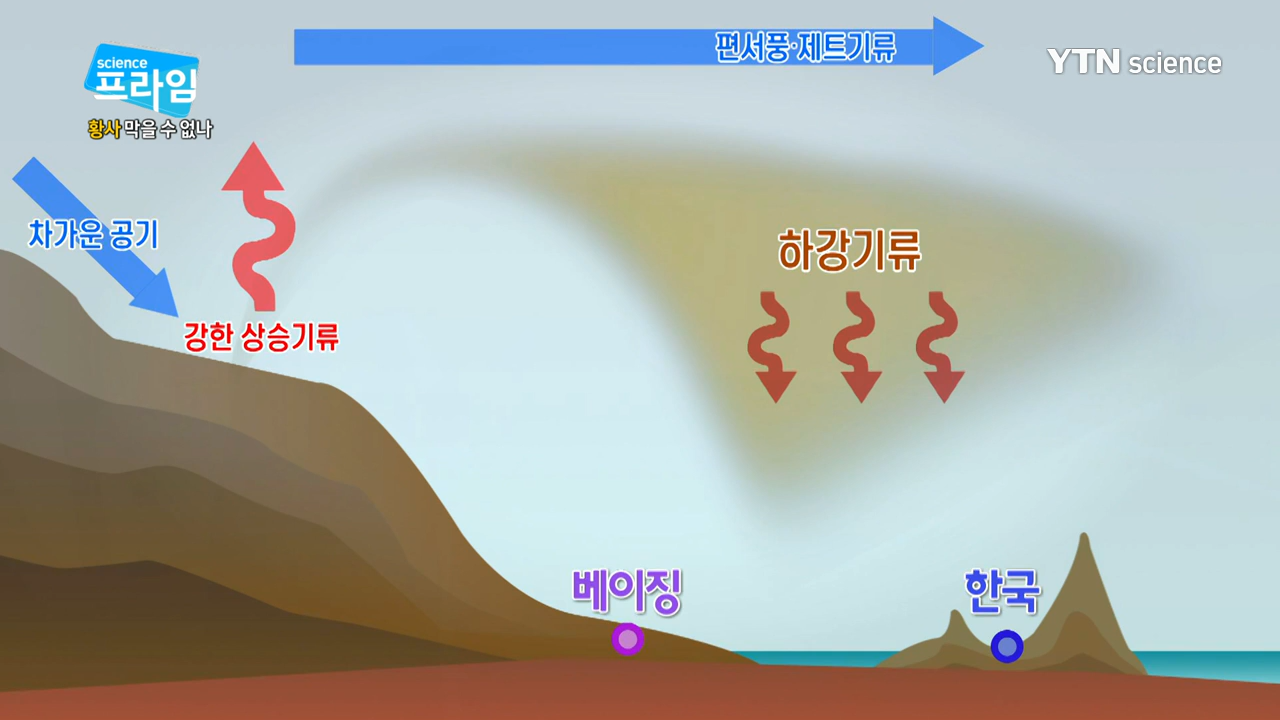 편서풍·제트기류
science
프라임
황사 막을 수 없나
YTN science
차가운 공기
강한 상승기류
하강기류
베이징
한국